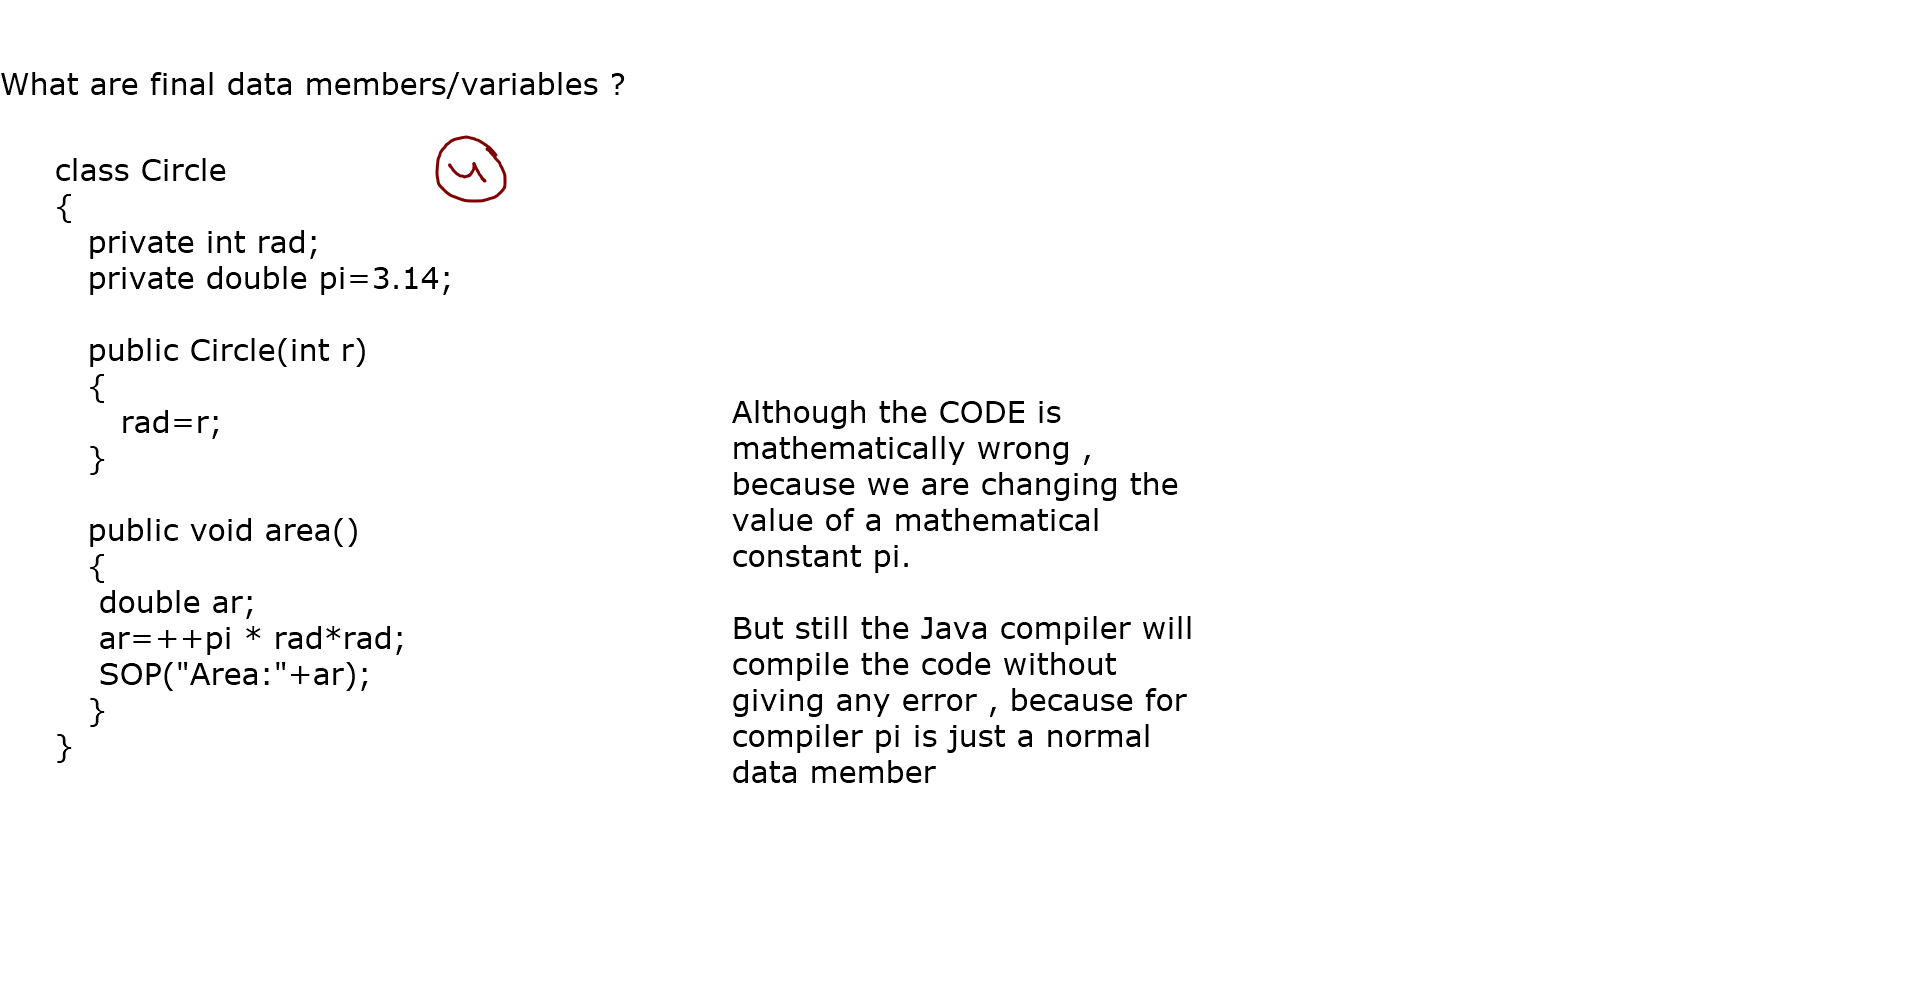 What are final data members/variables ?
class Circle
{
private int rad;
private double pi=3.14;
public Circle(int r)
{
rad=r;
}
public void area()
{
double ar;
ar=++pi * rad*rad;
SOP("Area:"+ar);
}
}
Although the CODE is
mathematically wrong ,
because we are changing the
value of a mathematical
constant pi.
But still the Java compiler will
compile the code without
giving any error , because for
compiler pi is just a normal
data member